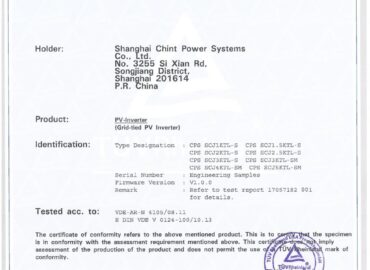 Holder: Shanghai Chint Power Systems
Co., Ltd.
No. 3255 Si Xian Rd,
Songjiang District,
Shanghai 201614
P.R. China
Product: PV-Inverter
(Grid-tied PV Inverter)
Identification: Type Designation : CPS SCJ1KTL-S CPS SCJ1.5KTL-S
CPS SCJ2KTL-S CPS SCJ2.5KTL-S
CPS SCJ3KTL-S CPS SCJ3KTL-SM
CPS SCJ4KTL-SM CPS SCJ5KTL-SM
Serial Number : Engineering Samples
Firmware Version : V1.0.0
Remark : Refer to test report 17057182 001
for details.
Tested acc. to: VDE-AR-N 4105/08.11
E DIN VDE V 0124-100/10.13
The certificate of conformity refers to the above mentioned product. This is to certify that the specimen
is in conformity with the assessment requirement mentioned above. This certificate does not imply
assessment of the production of the product and does not permit the use of a TÜV Rheinland mark of
conformity.
TÜVRheinland